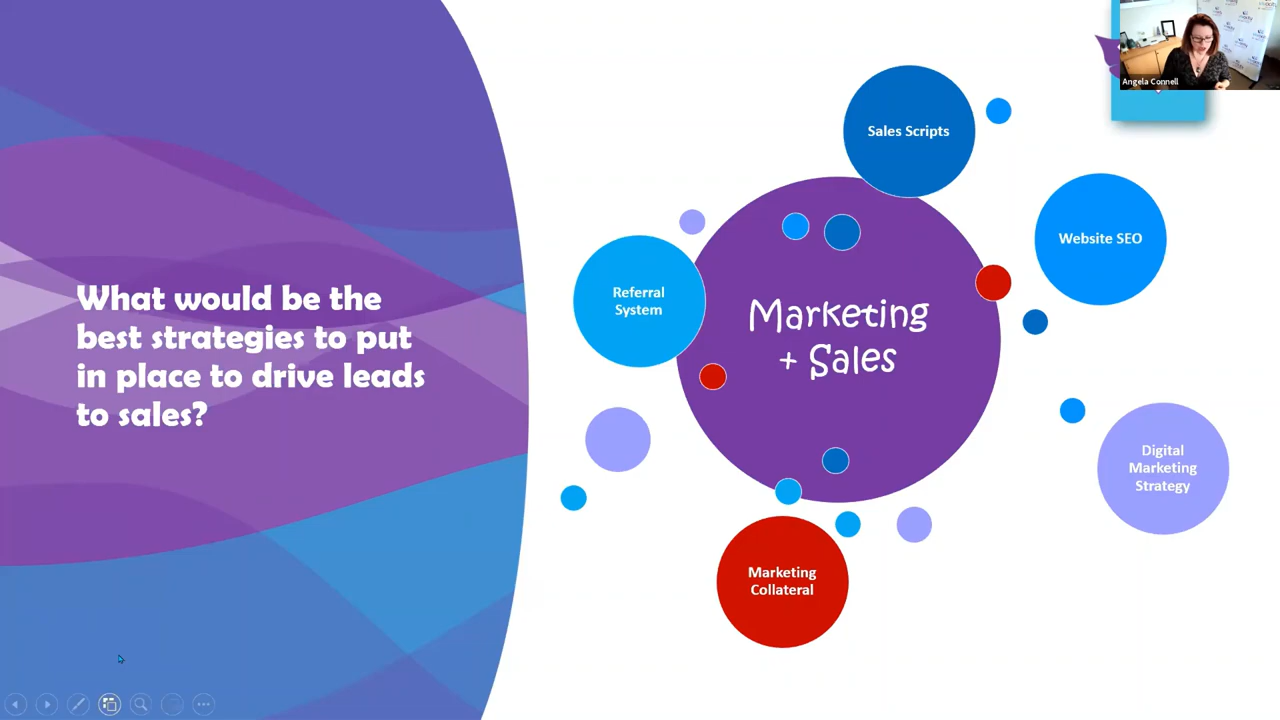 What would be the
best strategies to put
in place to drive leads
to sales?
Sales Scripts
Website SEO
Referral
System
Marketing
+ Sales
Digital
Marketing
Strategy
Marketing
Collateral
Angela Connell